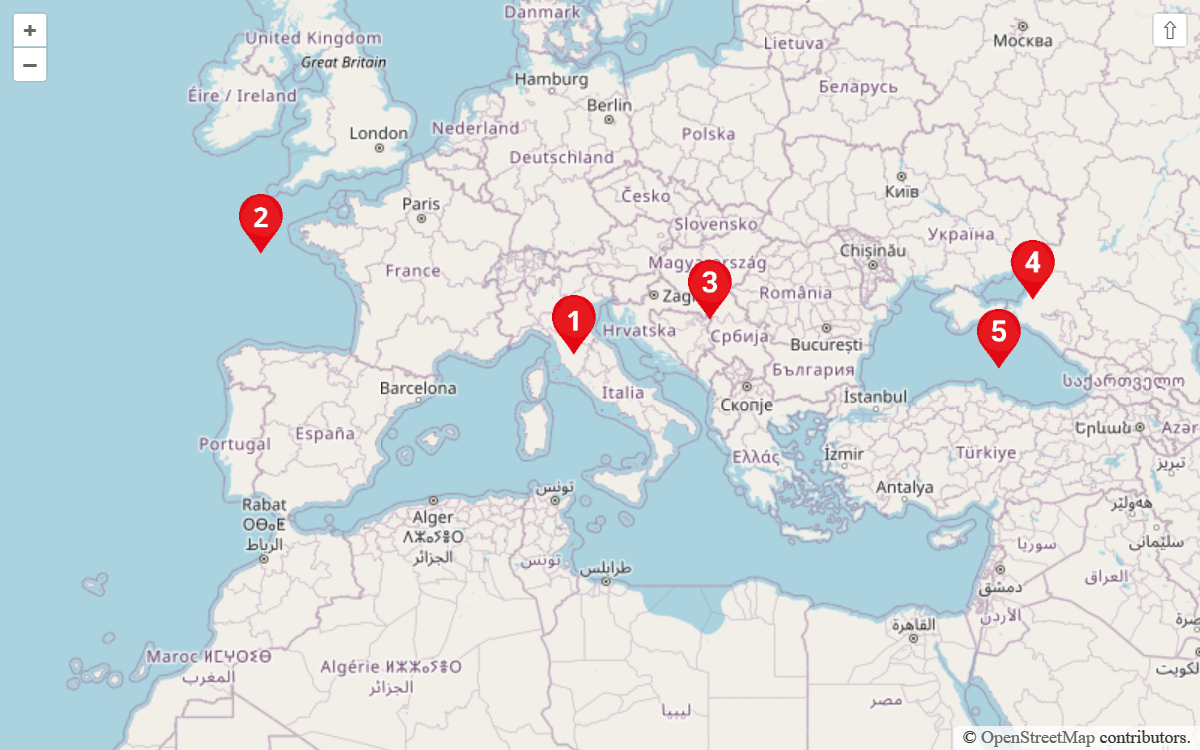 +
−
⇧
Danmark
United Kingdom
Great Britain
Éire / Ireland
London
Nederland
Hamburg
Berlin
Deutschland
Lietuva
Москва
Беларусь
Polska
Česko
Slovensko
Київ
Україна
Chișinău
Paris
France
2
Magyarország
3
4
1
5
Zag
Hrvatska
România
Србија
București
България
Italia
Скопје
İstanbul
საქართველო
Երևան
Azər
Barcelona
España
Portugal
Ελλάς
İzmir
Türkiye
Antalya
تبریز
هەولێر
سلێمانی
Rabat
ⵔⴱⴰⵟ
الرباط
Alger
ⴷⵣⴰⵢⴻⵔ
الجزائر
تونس
تونس
طرابلس
سوريا
دمشق
العراق
الأردن
القاهرة
الكويت
Maroc ⵍⵎⵖⵔⵉⴱ
المغرب
Algérie ⵍⵣⵣⴰⵢⴻⵔ
الجزائر
ليبيا
مصر
© OpenStreetMap contributors.